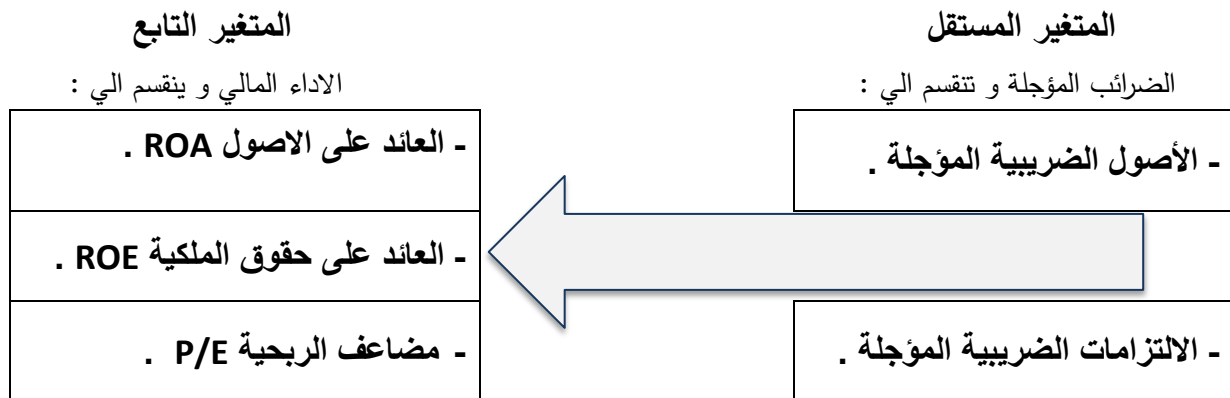 المتغير المستقل
الضرائب المؤجلة و تنقسم الي :
- الأصول الضريبية المؤجلة .
- الالتزامات الضريبية المؤجلة .
المتغير التابع
الاداء المالي و ينقسم الي :
- العائد على الاصول ROA .
- العائد على حقوق الملكية ROE .
- مضاعف الربحية P/E .